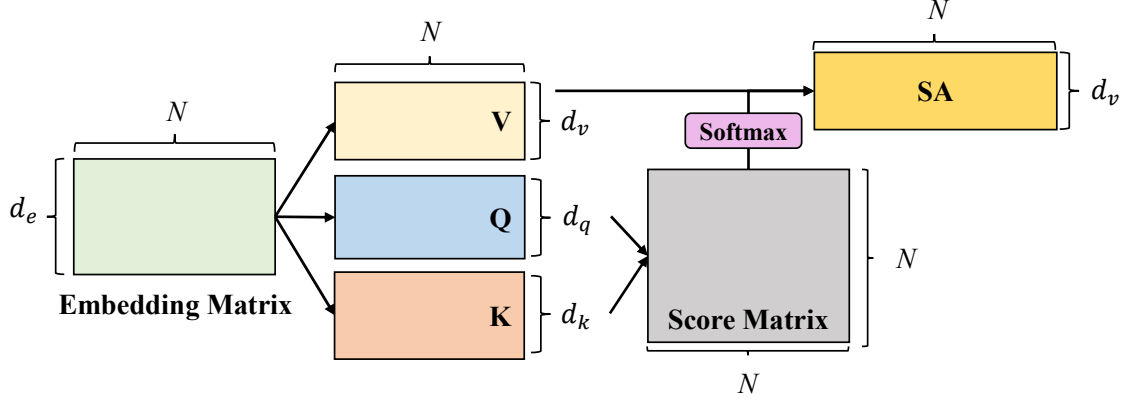 N
N
N
V
d_v
SA
d_v
Softmax
d_e
Q
d_q
N
Embedding Matrix
K
d_k
Score Matrix
N